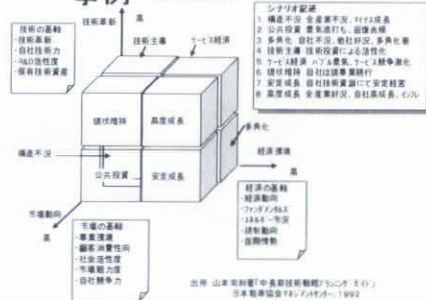 事例
技術の基軸
・技術革新
・自社技術力
・R&D活性度
・保有技術資産
技術革新
高
技術主導
サービス経済
シナリオ記述
1 構造不況 全産業不況、マイナス成長
2 公共投資 景気底打ち、回復兆候
3 多角化 自社不況、他社好況、多角化要
4 技術主導 技術投資による活性化
5 サービス経済 バブル景気、サービス競争激化
6 現状維持 自社は現事業続行
7 安定成長 自社技術資源にて安定経営
8 高度成長 全産業好況、自社高成長、インフレ
現状維持
高度成長
多角化
構造不況
経済環境
高
公共投資
安定成長
市場動向
高
市場の基軸
・事業環境
・顧客消費性向
・社会活性度
・市場魅力度
・自社競争力
経済の基軸
・経済動向
・ファンダメンタルズ
・エネルギー市況
・規制動向
・国際情勢
出所 山本
「中長期技術戦略プランニング・ガイド」
日本能率協会マネジメントセンター、1992